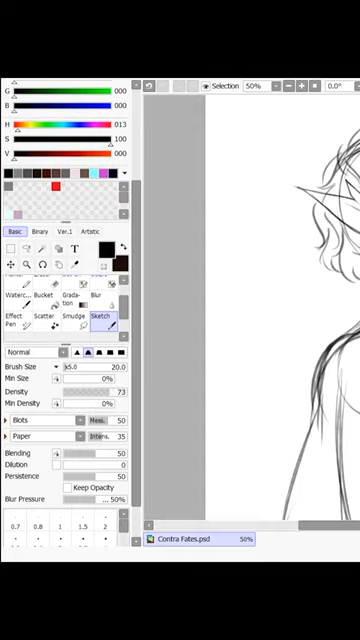 G 000
Selection 50% 0.0°
B 000
H 013
S 100
V 000
Basic Binary Ver.1 Artistic
T
Waterc... Bucket Grada-tion Blur
Effect Pen Scatter Smudge Sketch
Normal
Brush Size x5.0 20.0
Min Size 0%
Density 73
Min Density 0%
Blots Mess. 50
Paper Intens. 35
Blending 50
Dilution 0
Persistence 50
Keep Opacity
Blur Pressure ... 50%
0.7 0.8 1 1.5 2
Contra Fates.psd 50%